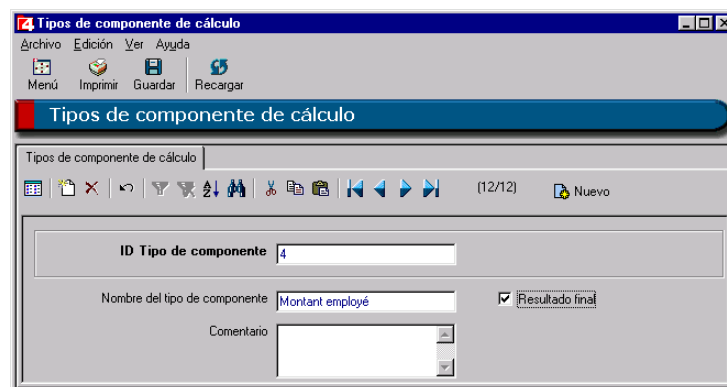 Tipos de componente de cálculo
Archivo Edición Ver Ayuda
Menú Imprimir Guardar Recargar
Tipos de componente de cálculo
Tipos de componente de cálculo
(12/12) Nuevo
ID Tipo de componente 4
Nombre del tipo de componente Montant employé Resultado final
Comentario